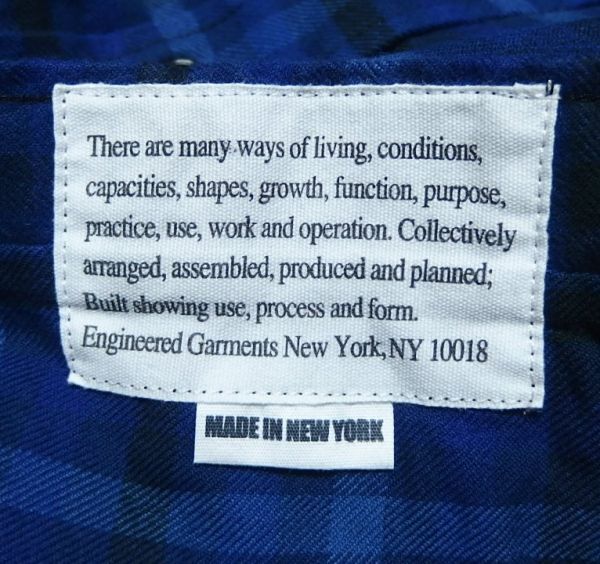 There are many ways of living, conditions,
capacities, shapes, growth, function, purpose,
practice, use, work and operation. Collectively
arranged, assembled, produced and planned;
Built showing use, process and form.
Engineered Garments New York, NY 10018
MADE IN NEW YORK